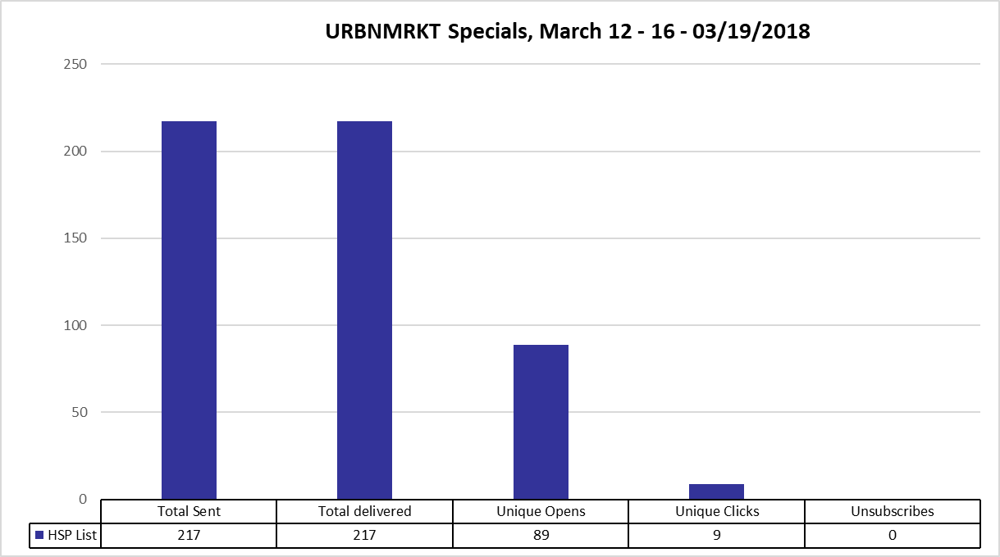 URBNMRKT Specials, March 12 - 16 - 03/19/2018
250
200
150
100
50
0
Total Sent Total delivered Unique Opens Unique Clicks Unsubscribes
HSP List 217 217 89 9 0